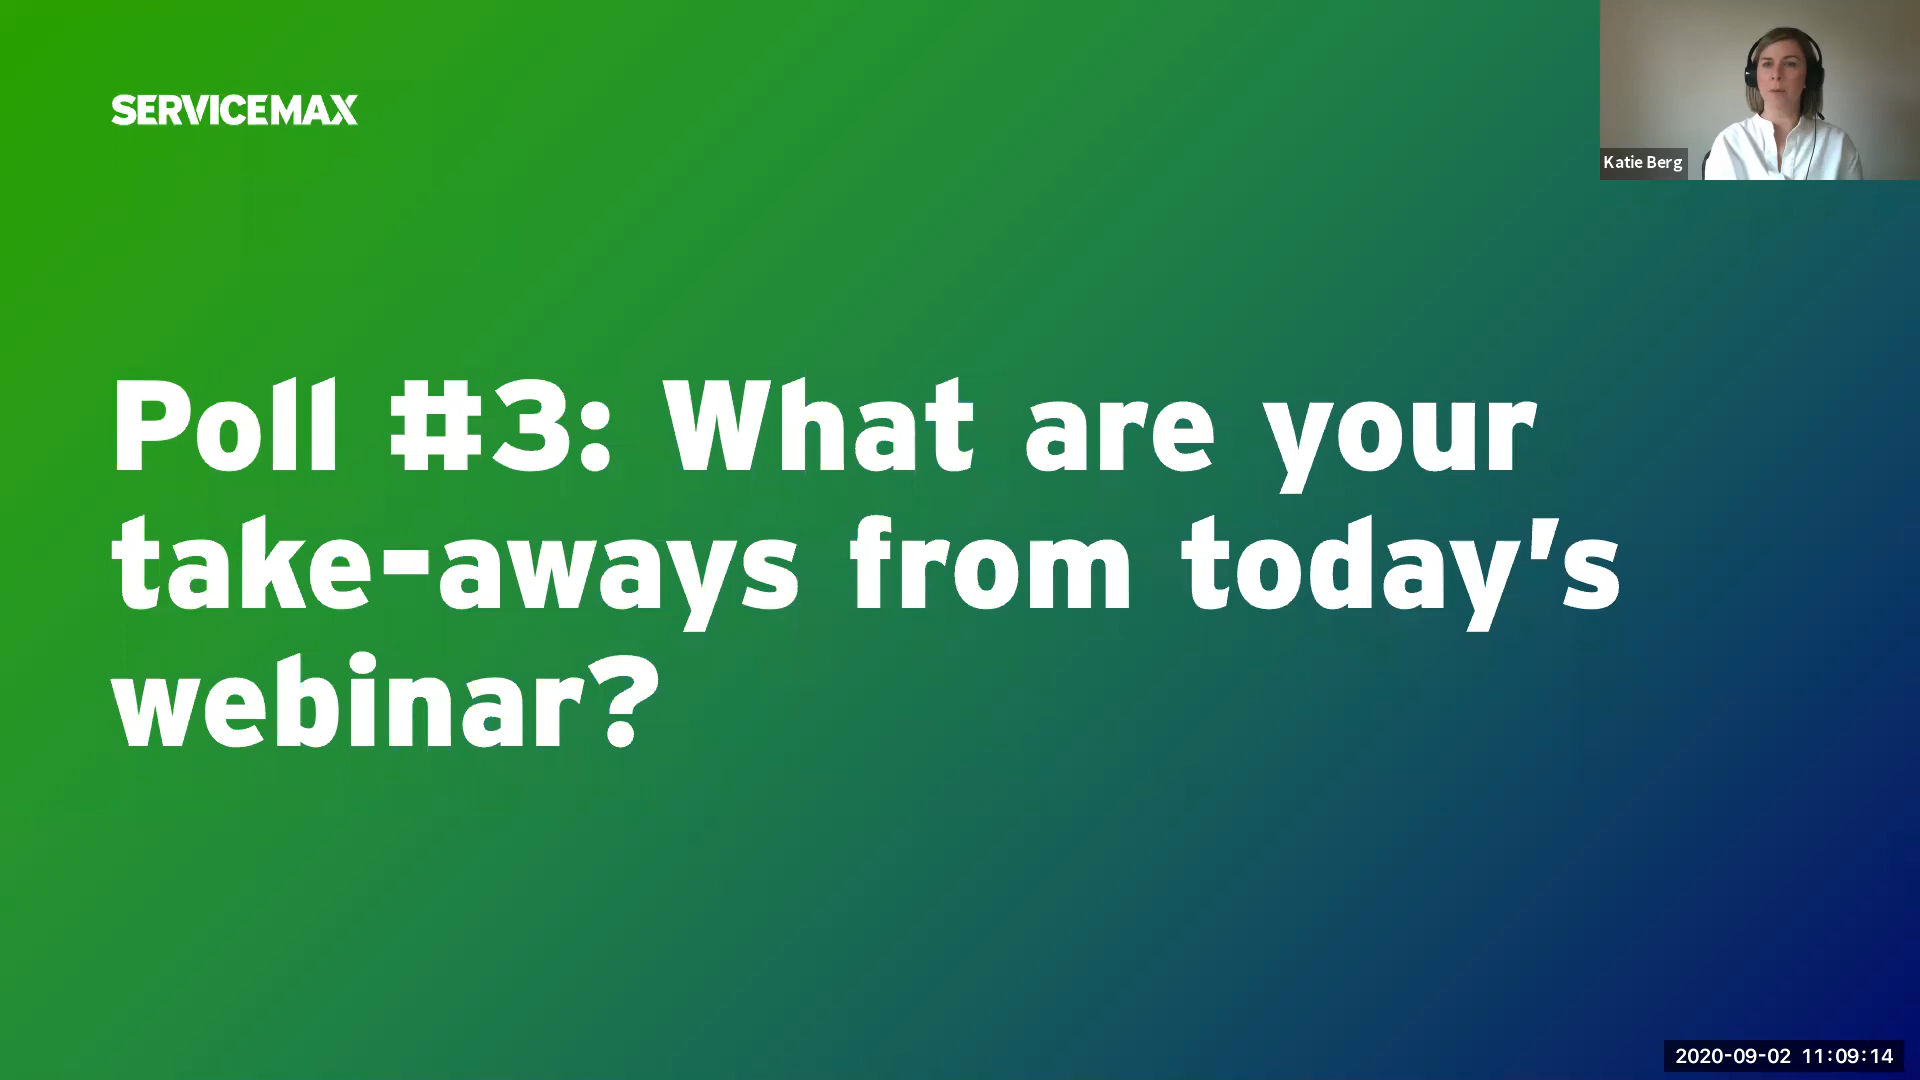 SERVICEMAX
Katie Berg
Poll #3: What are your
take-aways from today’s
webinar?
2020-09-02 11:09:14